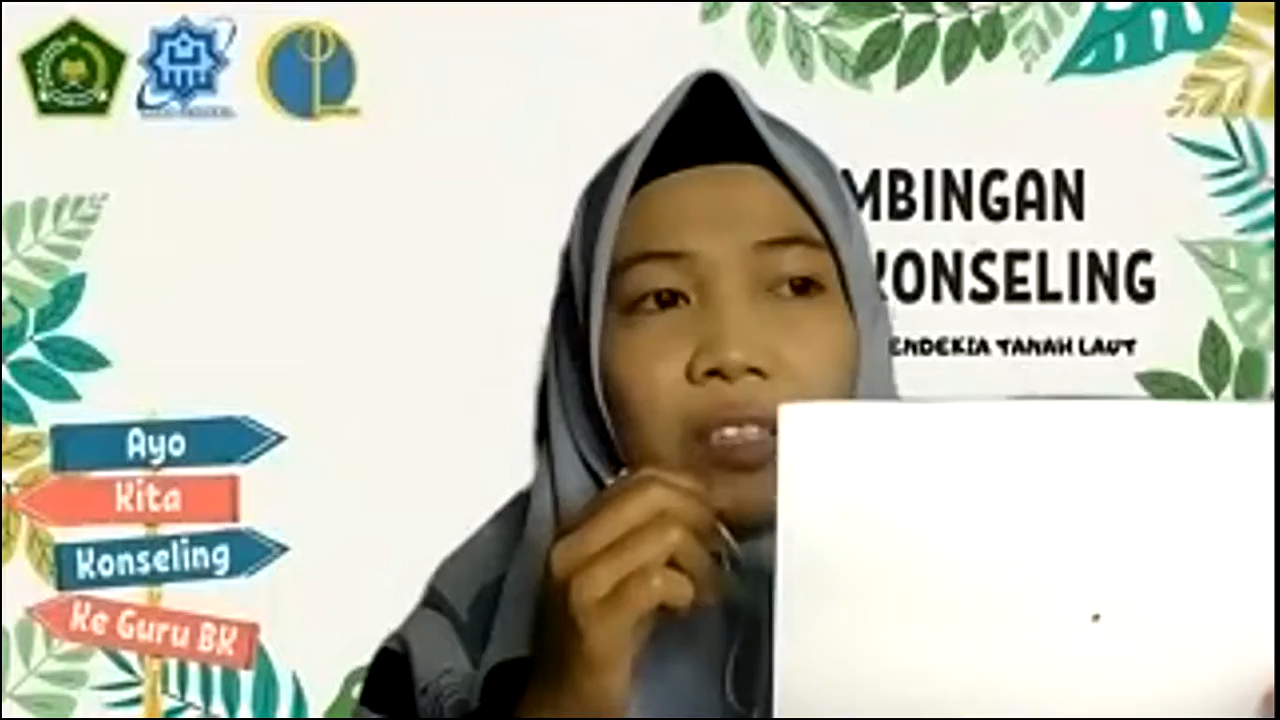 MBINGAN
KONSELING
ENDEKIA TANAH LAUT
Ayo
Kita
Konseling
Ke Guru BK